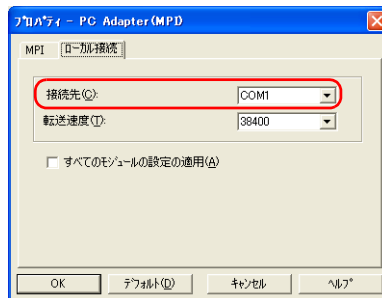 プロパティ - PC Adapter(MPI)
MPI ローカル接続
接続先(C): COM1
転送速度(T): 38400
すべてのモジュールの設定の適用(A)
OK デフォルト(D) キャンセル ヘルプ